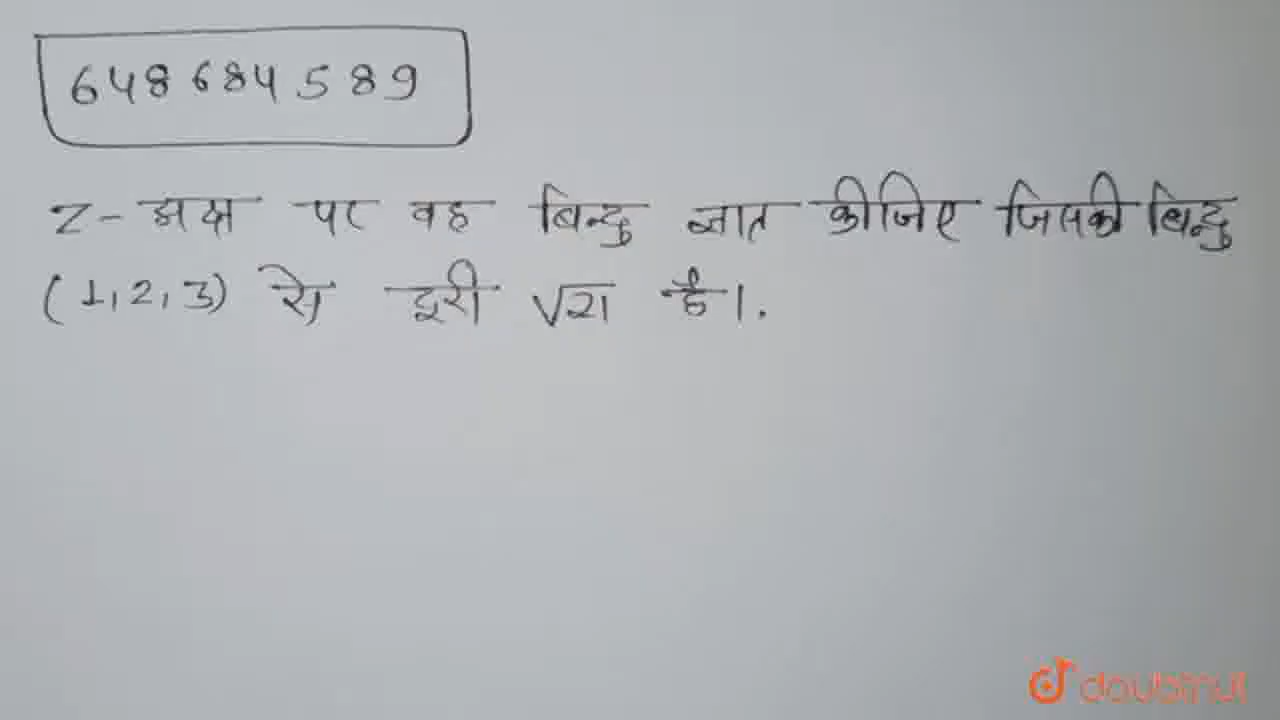 648684589
z-अक्ष पर वह बिन्दु ज्ञात कीजिए जिसकी बिन्दु
(1,2,3) से दूरी √21 है।.
doubtnut